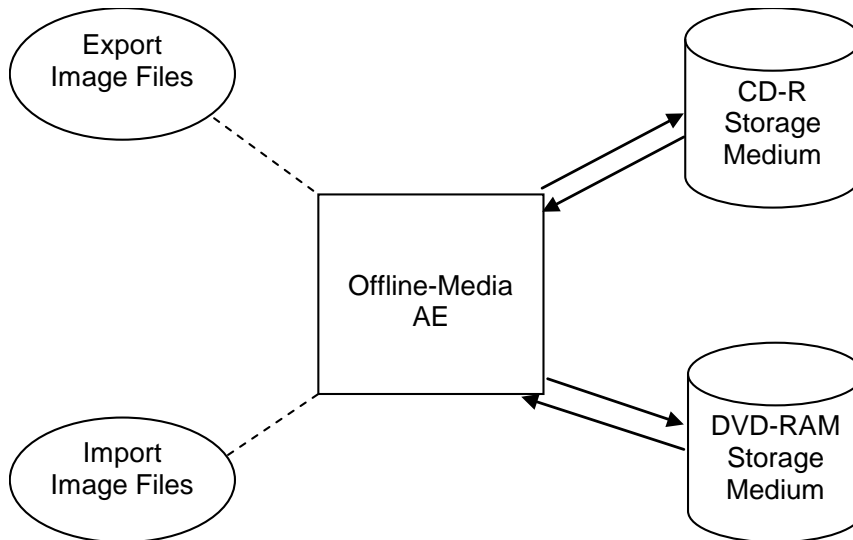 Export
Image Files
CD-R
Storage
Medium
Offline-Media
AE
Import
Image Files
DVD-RAM
Storage
Medium